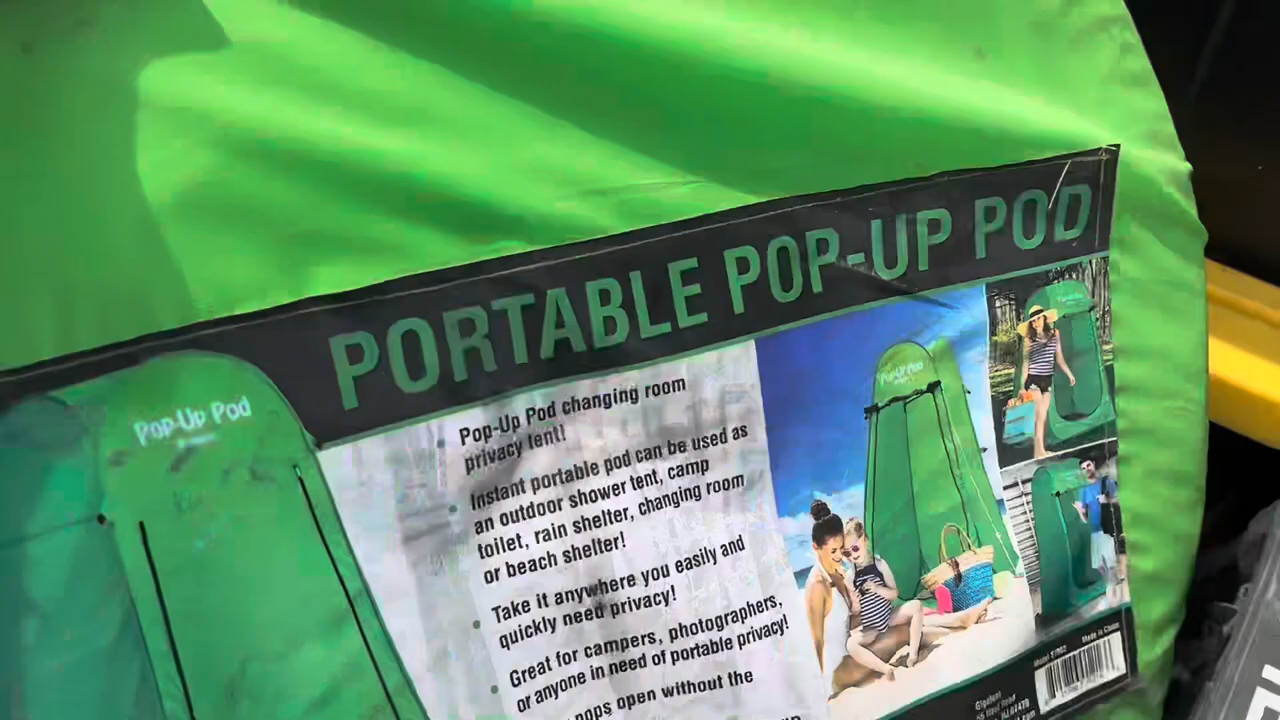 PORTABLE POP-UP POD
Pop-Up Pod
Pop-Up Pod changing room
privacy tent!
Instant portable pod can be used as
an outdoor shower tent, camp
toilet, rain shelter, changing room
or beach shelter!
Take it anywhere you easily and
quickly need privacy!
Great for campers, photographers,
or anyone in need of portable privacy!
pops open without the
Pop-Up Pod
Made in China
Model
Gigatent